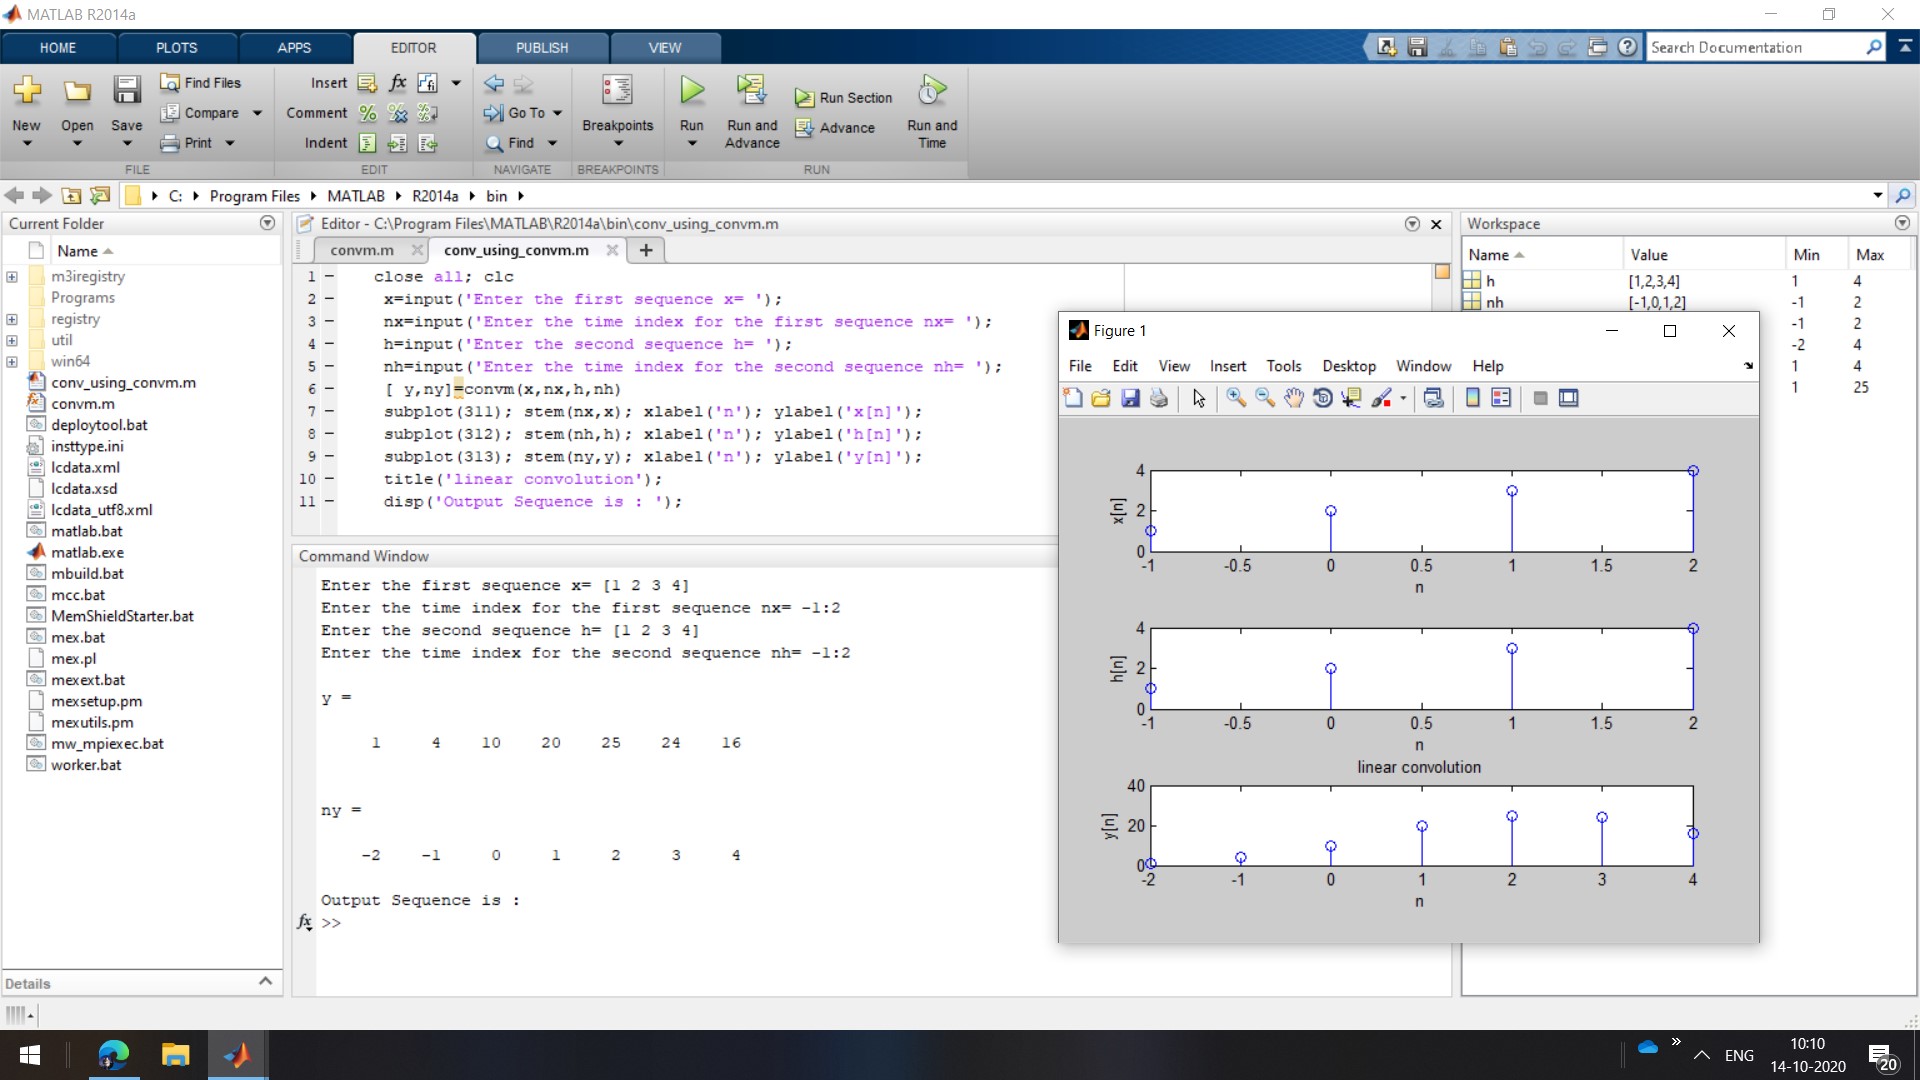 MATLAB R2014a
HOME PLOTS APPS EDITOR PUBLISH VIEW
Search Documentation
New Open Save
Find Files
Compare
Print
FILE
Insert fx
Comment
Indent
EDIT
Go To
Find
NAVIGATE
Breakpoints
BREAKPOINTS
Run
Run and Advance
Run Section
Advance
Run and Time
RUN
C: Program Files MATLAB R2014a bin
Current Folder
Name
m3iregistry
Programs
registry
util
win64
conv_using_convm.m
convm.m
deploytool.bat
insttype.ini
lcdata.xml
lcdata.xsd
lcdata_utf8.xml
matlab.bat
matlab.exe
mbuild.bat
mcc.bat
MemShieldStarter.bat
mex.bat
mex.pl
mexext.bat
mexsetup.pm
mexutils.pm
mw_mpiexec.bat
worker.bat
Details
Editor - C:\Program Files\MATLAB\R2014a\bin\conv_using_convm.m
convm.m conv_using_convm.m
1 - close all; clc
2 - x=input('Enter the first sequence x= ');
3 - nx=input('Enter the time index for the first sequence nx= ');
4 - h=input('Enter the second sequence h= ');
5 - nh=input('Enter the time index for the second sequence nh= ');
6 - [ y,ny]=convm(x,nx,h,nh)
7 - subplot(311); stem(nx,x); xlabel('n'); ylabel('x[n]');
8 - subplot(312); stem(nh,h); xlabel('n'); ylabel('h[n]');
9 - subplot(313); stem(ny,y); xlabel('n'); ylabel('y[n]');
10 - title('linear convolution');
11 - disp('Output Sequence is : ');
Command Window
Enter the first sequence x= [1 2 3 4]
Enter the time index for the first sequence nx= -1:2
Enter the second sequence h= [1 2 3 4]
Enter the time index for the second sequence nh= -1:2
y =
1 4 10 20 25 24 16
ny =
-2 -1 0 1 2 3 4
Output Sequence is :
fx >>
Workspace
Name Value Min Max
h [1,2,3,4] 1 4
nh [-1,0,1,2] -1 2
-1 2
-2 4
1 4
1 25
Figure 1
File Edit View Insert Tools Desktop Window Help
4
2
0
x[n]
-1 -0.5 0 0.5 1 1.5 2
n
4
2
0
h[n]
-1 -0.5 0 0.5 1 1.5 2
n
linear convolution
40
20
0
y[n]
-2 -1 0 1 2 3 4
n
ENG
10:10
14-10-2020
20